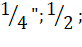 1/4 "; 1/2 ;